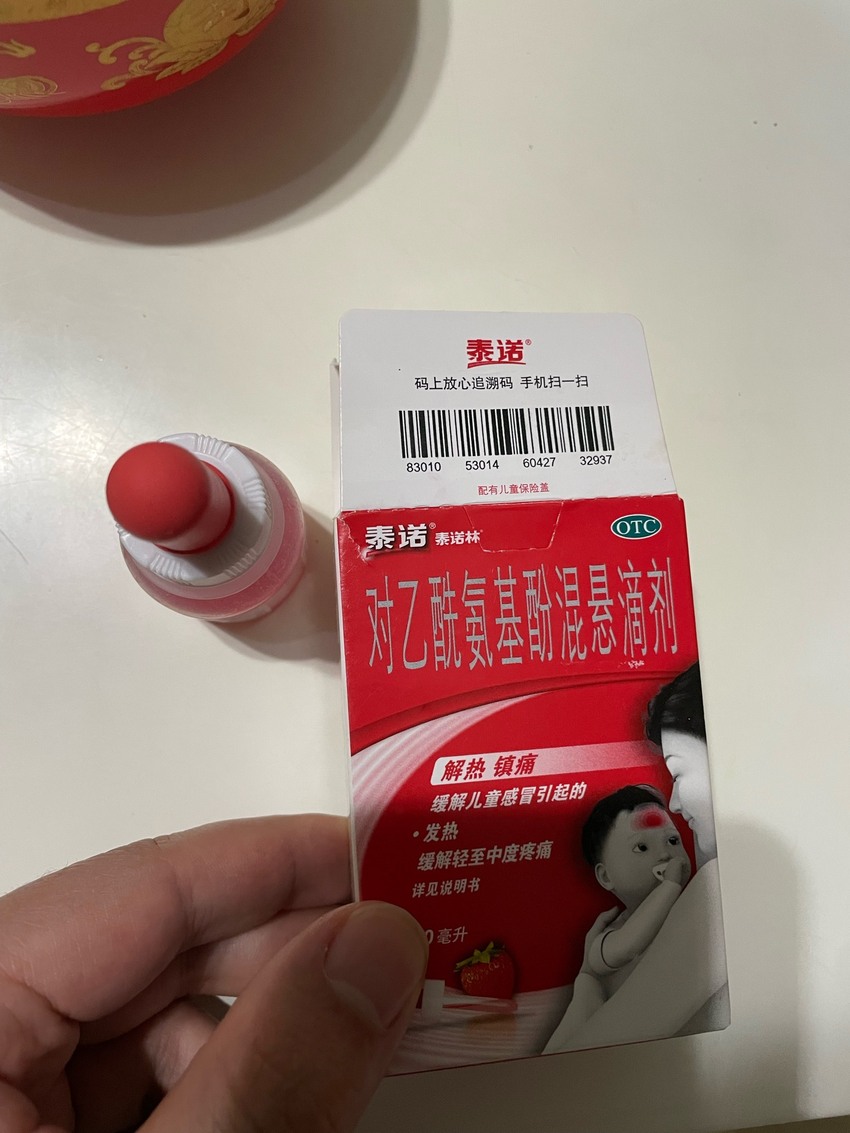 泰诺®
码上放心追溯码 手机扫一扫
83010 53014 60427 32937
配有儿童保险盖
泰诺® 泰诺林®
OTC
对乙酰氨基酚混悬滴剂
解热 镇痛
缓解儿童感冒引起的
·发热
缓解轻至中度疼痛
详见说明书
0毫升